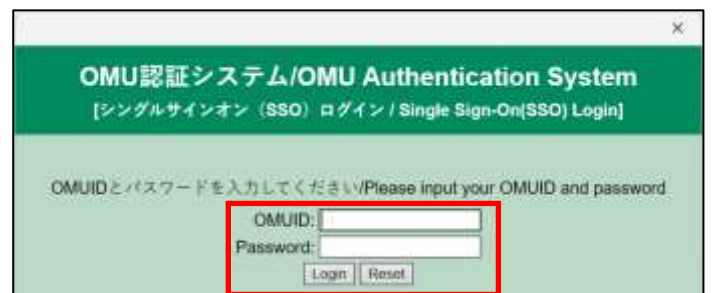 ×
OMU認証システム/OMU Authentication System
[シングルサインオン（SSO）ログイン / Single Sign-On(SSO) Login]
OMUIDとパスワードを入力してください/Please input your OMUID and password
OMUID:
Password:
Login Reset